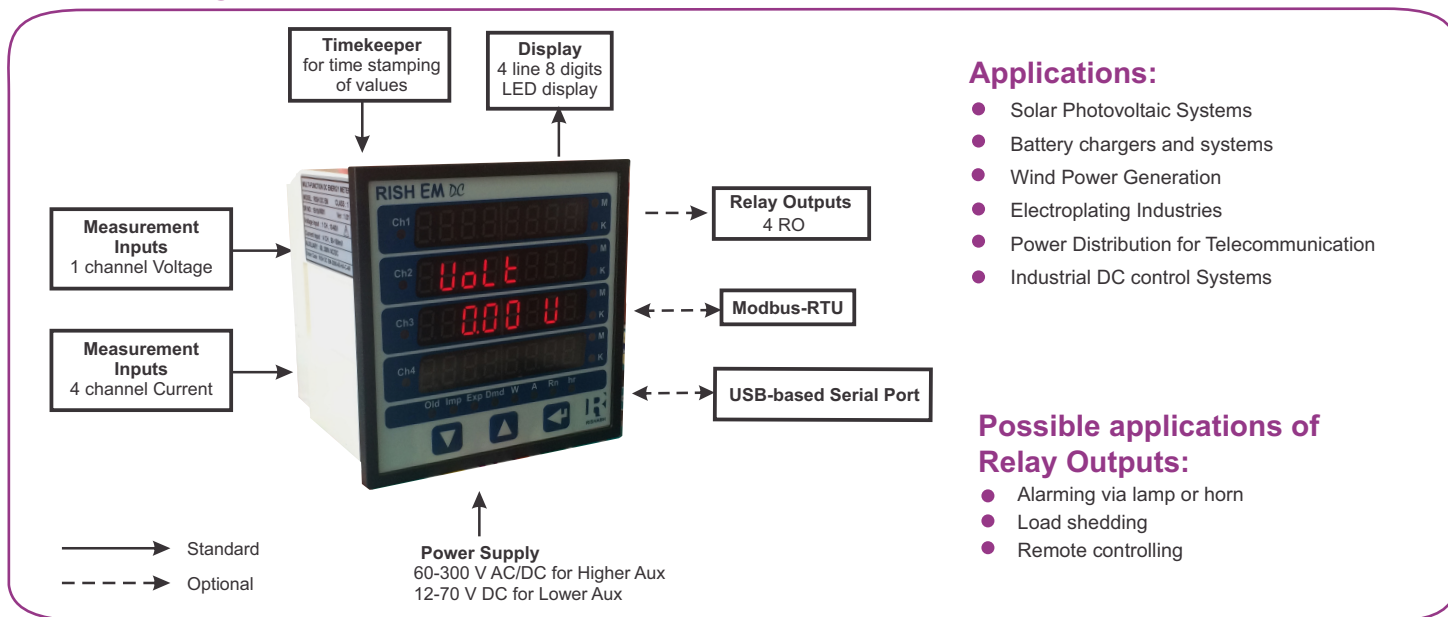 Timekeeper
for time stamping
of values
Display
4 line 8 digits
LED display
Measurement
Inputs
1 channel Voltage
Measurement
Inputs
4 channel Current
RISH EM DC
Ch1
M
K
Ch2
Volt
M
K
Ch3
0.00 U
M
K
Ch4
M
K
Old Imp Exp Dmd W A Rn hr
Relay Outputs
4 RO
Modbus-RTU
USB-based Serial Port
Power Supply
60-300 V AC/DC for Higher Aux
12-70 V DC for Lower Aux
Standard
Optional
Applications:
Solar Photovoltaic Systems
Battery chargers and systems
Wind Power Generation
Electroplating Industries
Power Distribution for Telecommunication
Industrial DC control Systems
Possible applications of
Relay Outputs:
Alarming via lamp or horn
Load shedding
Remote controlling